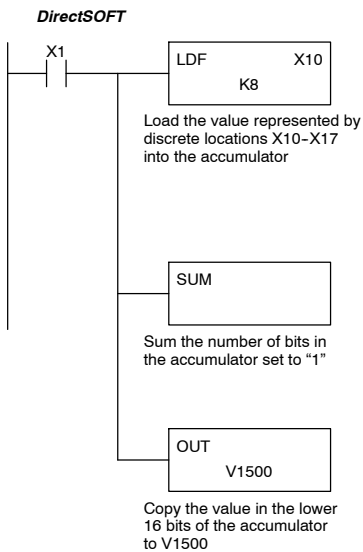 DirectSOFT
X1
LDF X10
K8
Load the value represented by
discrete locations X10--X17
into the accumulator
SUM
Sum the number of bits in
the accumulator set to “1”
OUT
V1500
Copy the value in the lower
16 bits of the accumulator
to V1500